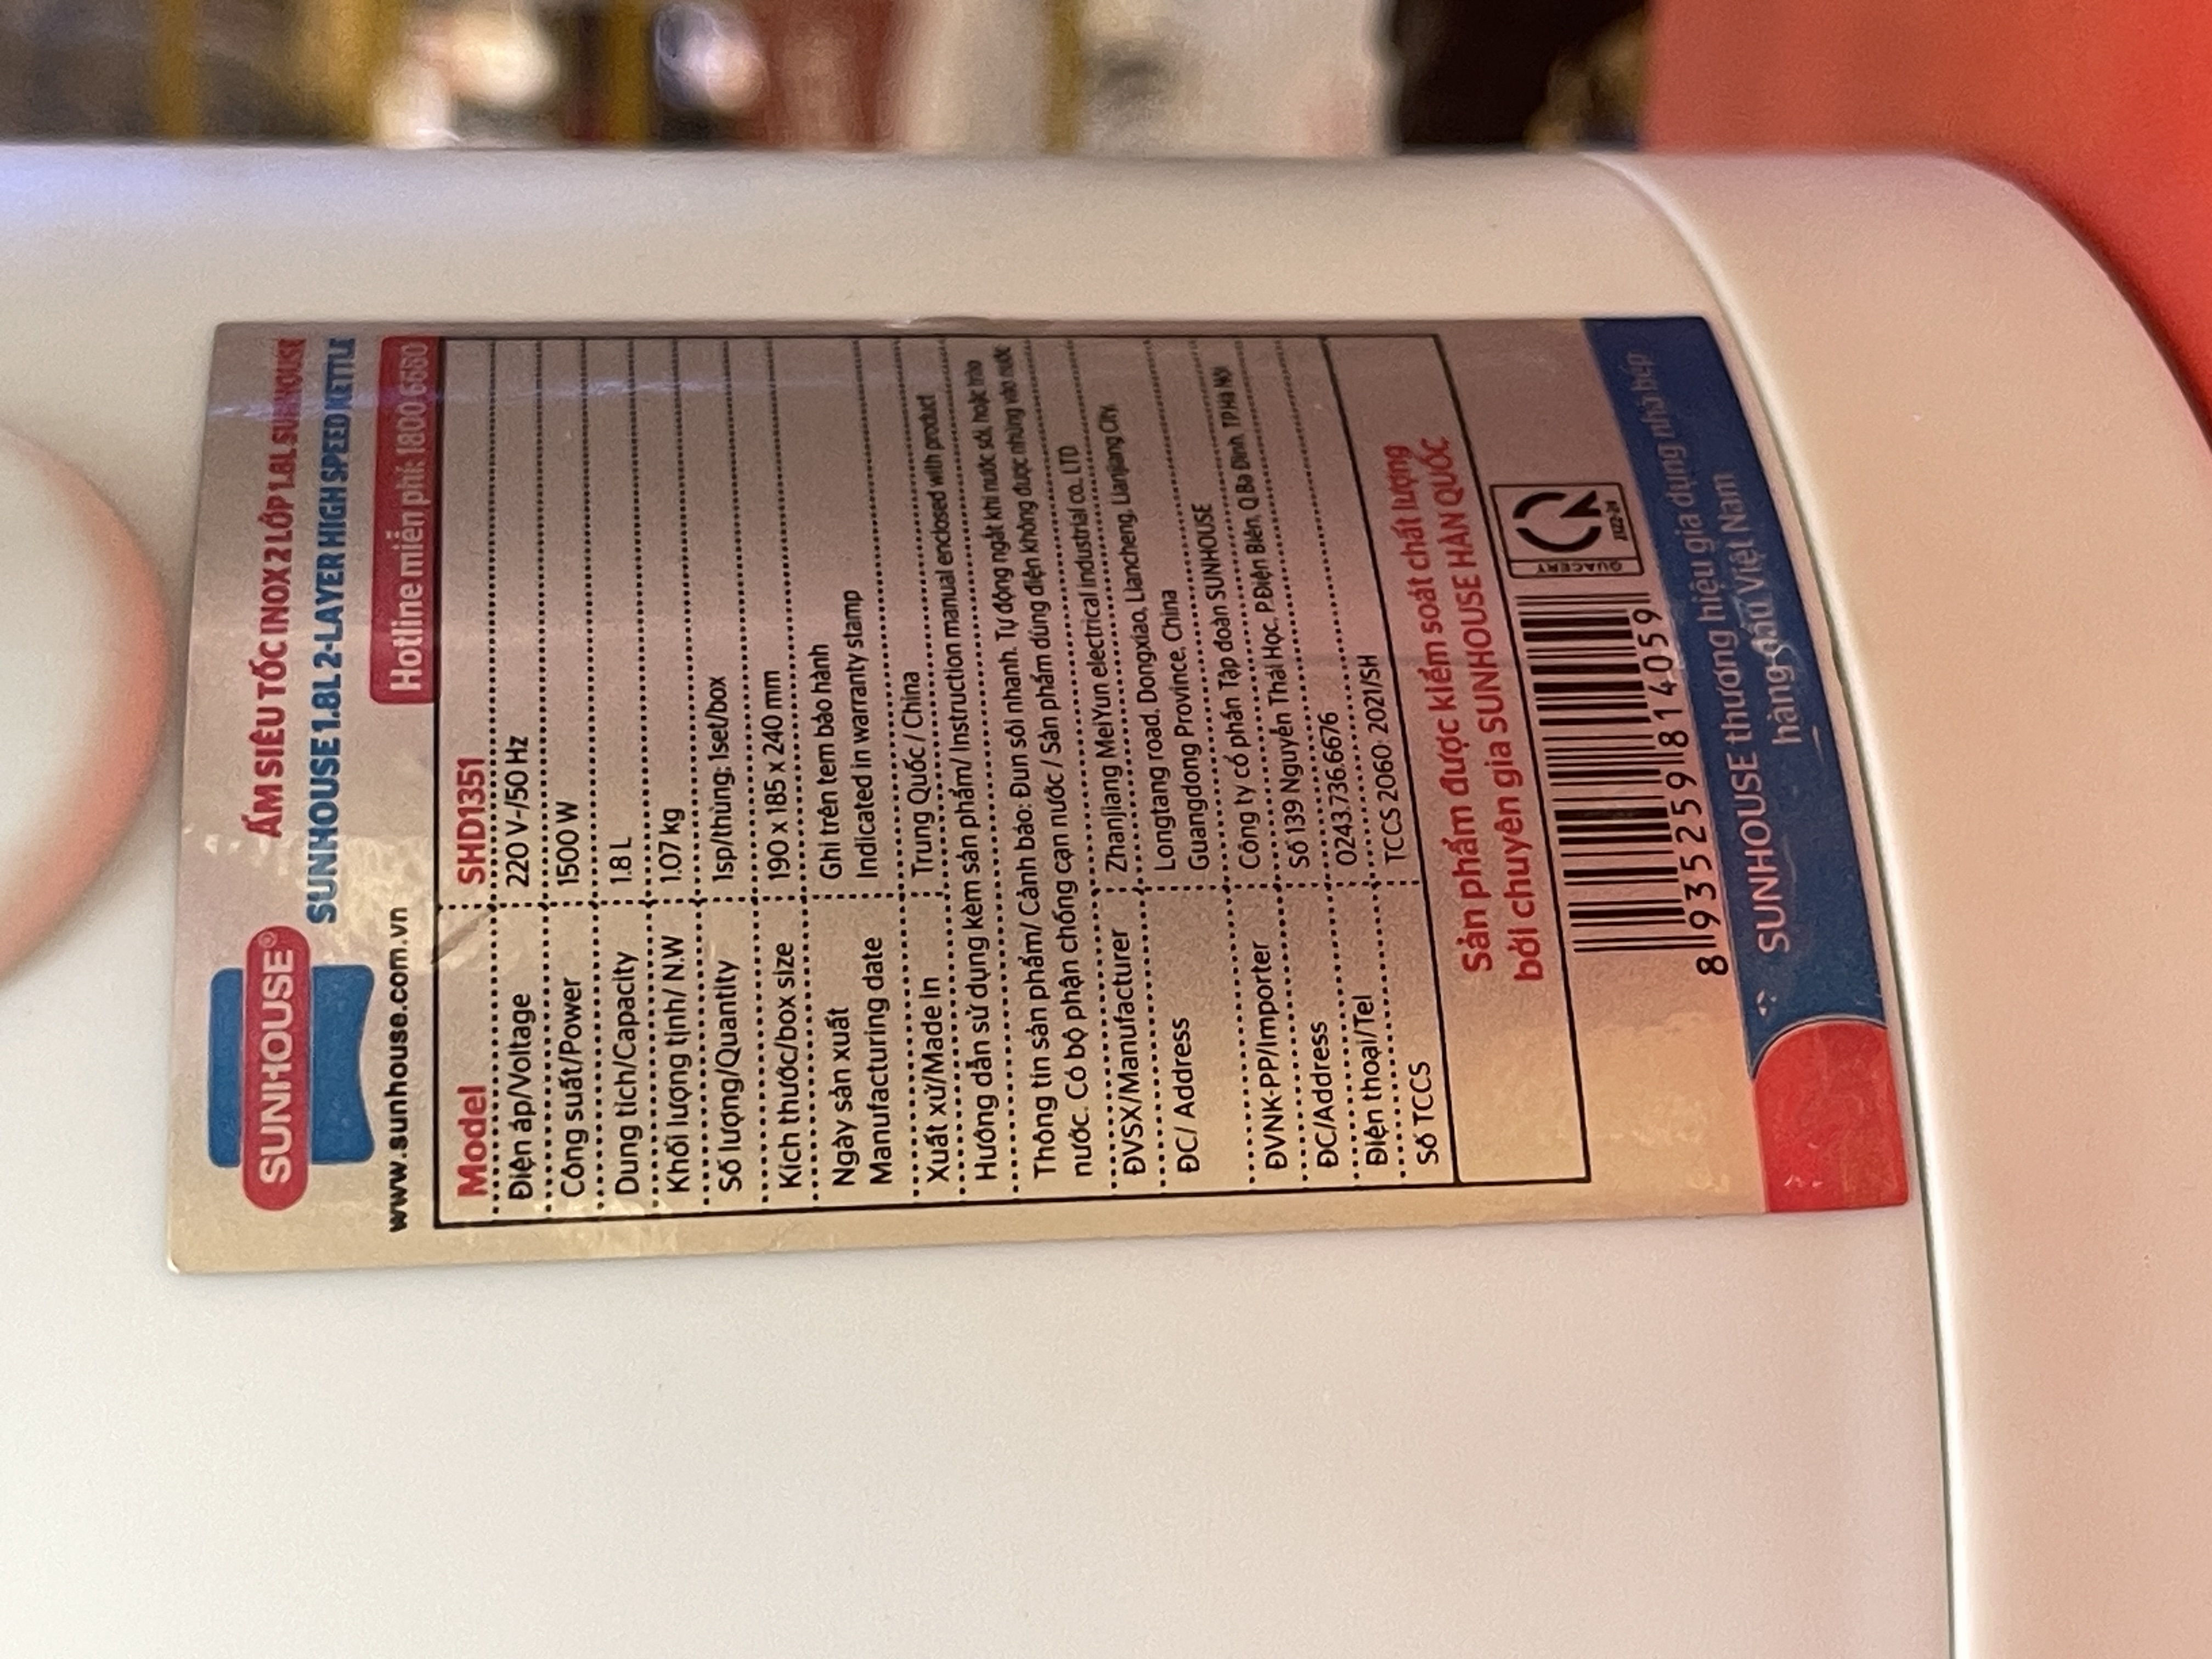 SUNHOUSE®
ẤM SIÊU TỐC INOX 2 LỚP 1.8L SUNHOUSE
SUNHOUSE 1.8L 2-LAYER HIGH SPEED KETTLE
www.sunhouse.com.vn
Hotline miễn phí: 1800 6680
Model SHD1351
Điện áp/Voltage 220 V~/50 Hz
Công suất/Power 1500 W
Dung tích/Capacity 1.8 L
Khối lượng tịnh/ N.W 1.07 kg
Số lượng/Quantity 1sp/thùng; 1set/box
Kích thước/box size 190 x 185 x 240 mm
Ngày sản xuất Ghi trên tem bảo hành
Manufacturing date Indicated in warranty stamp
Xuất xứ/Made in Trung Quốc / China
Hướng dẫn sử dụng kèm sản phẩm/ Instruction manual enclosed with product
Thông tin sản phẩm/ Cảnh báo: Đun sôi nhanh. Tự động ngắt khi nước sôi, hoặc trào
nước. Có bộ phận chống cạn nước / Sản phẩm dùng điện không được nhúng vào nước
ĐVSX/Manufacturer Zhanjiang MeiYun electrical industrial co., LTD
ĐC/ Address Longtang road, Dongxiao, Liancheng, Lianjiang City,
Guangdong Province, China
ĐVNK-PP/Importer Công ty cổ phần Tập đoàn SUNHOUSE
ĐC/Address Số 139 Nguyễn Thái Học, P.Điện Biên, Q.Ba Đình, TP.Hà Nội
Điện thoại/Tel 0243.736.6676
Số TCCS TCCS 2060: 2021/SH
Sản phẩm được kiểm soát chất lượng
bởi chuyên gia SUNHOUSE HÀN QUỐC
QUACERT
8 935259 814059
SUNHOUSE thương hiệu gia dụng nhà bếp
hàng đầu Việt Nam